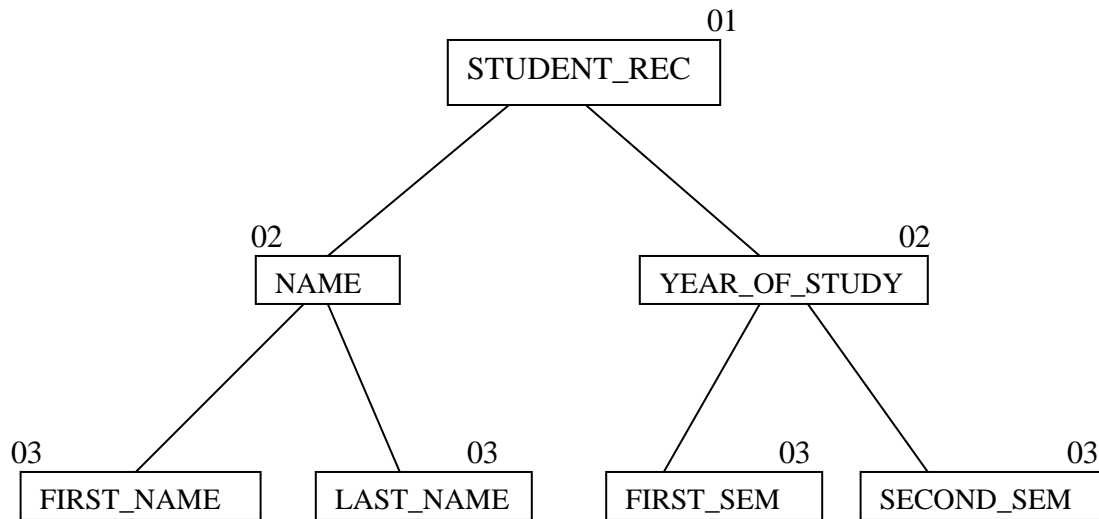 01
STUDENT_REC
02
02
NAME
YEAR_OF_STUDY
03
03
03
03
FIRST_NAME
LAST_NAME
FIRST_SEM
SECOND_SEM